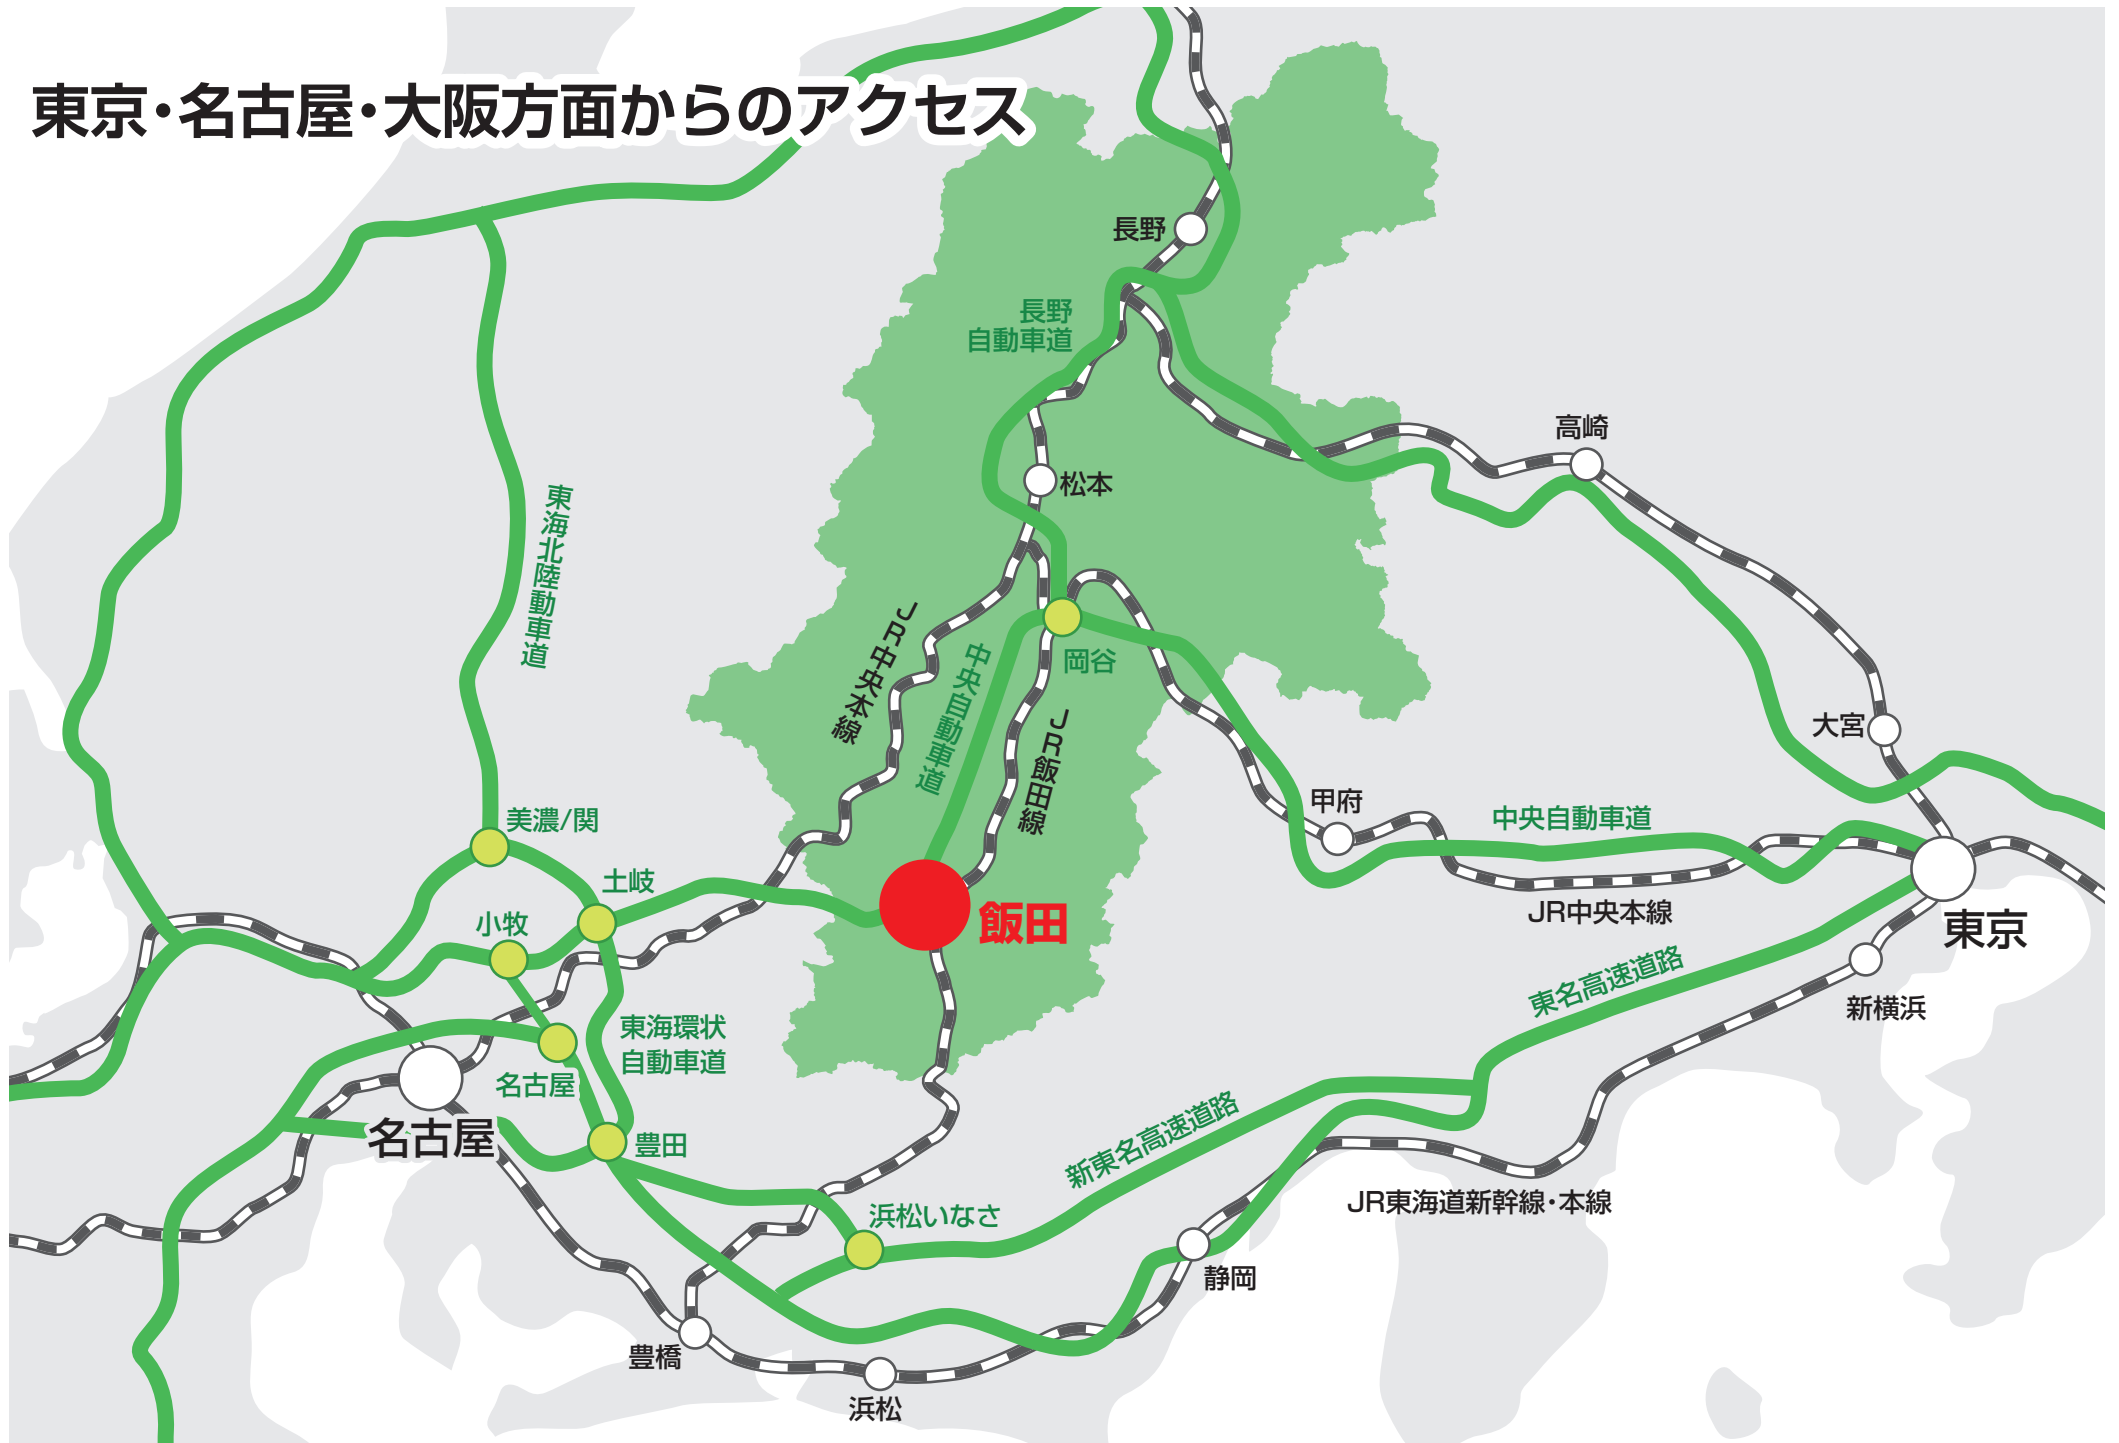 東京・名古屋・大阪方面からのアクセス
長野
長野
自動車道
高崎
松本
東海北陸動車道
JR中央本線
中央自動車道
岡谷
JR飯田線
大宮
甲府
中央自動車道
美濃/関
土岐
小牧
飯田
JR中央本線
東京
東名高速道路
新横浜
東海環状
自動車道
名古屋
名古屋
豊田
新東名高速道路
浜松いなさ
JR東海道新幹線・本線
静岡
豊橋
浜松